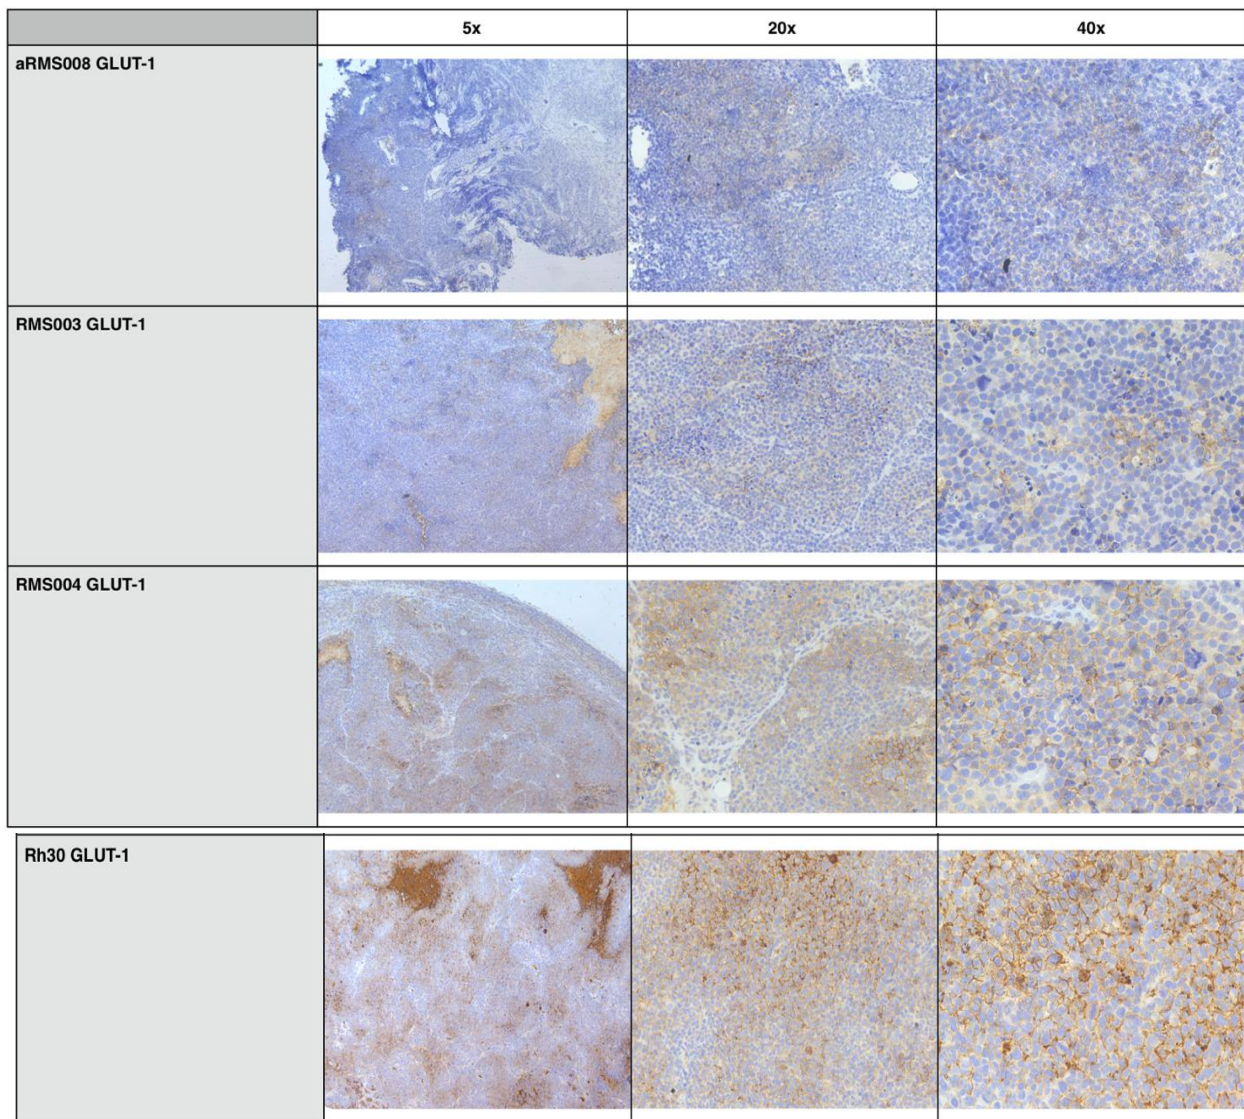 5x 20x 40x
aRMS008 GLUT-1
RMS003 GLUT-1
RMS004 GLUT-1
Rh30 GLUT-1